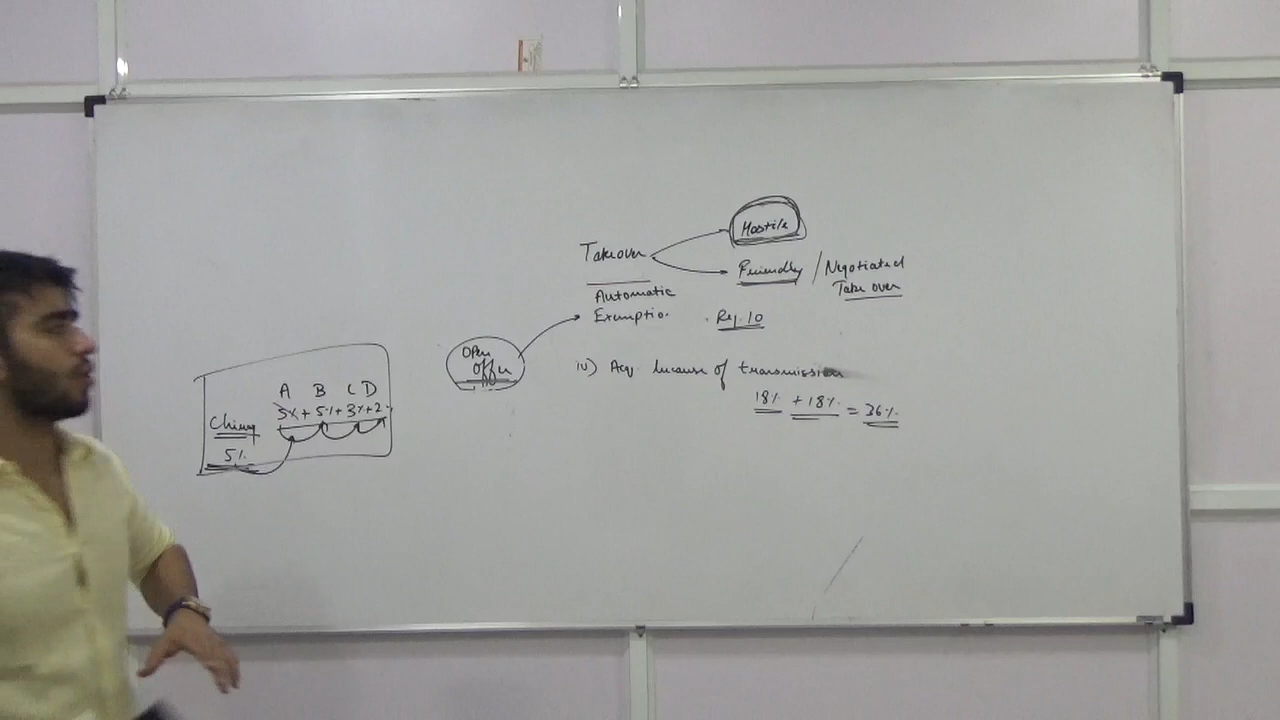 Hostile
Takeover
Friendly / Negotiated
Take over
Automatic
Exemptio.
. Reg. 10
Open
Offer
iv) Acq because of transmission
18% + 18% = 36%
A B C D
5% + 5% + 3% + 2.
5%